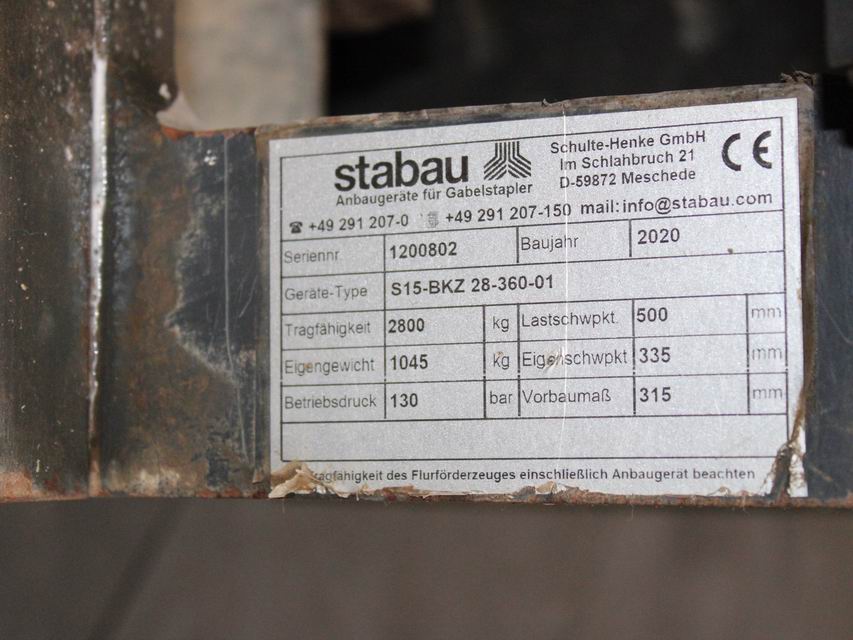 stabau
Schulte-Henke GmbH
Im Schlahbruch 21
D-59872 Meschede
CE
Anbaugeräte für Gabelstapler
☎ +49 291 207-0 +49 291 207-150 mail: info@stabau.com
Seriennr. 1200802 Baujahr 2020
Geräte-Type S15-BKZ 28-360-01
Tragfähigkeit 2800 kg Lastschwpkt. 500 mm
Eigengewicht 1045 kg Eigenschwpkt 335 mm
Betriebsdruck 130 bar Vorbaumaß 315 mm
Tragfähigkeit des Flurförderzeuges einschließlich Anbaugerät beachten